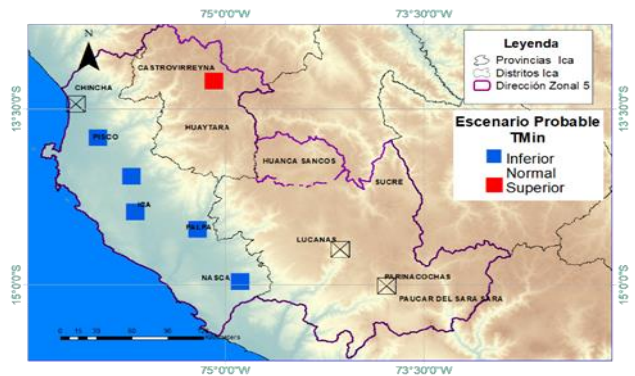 75°0'0"W 73°30'0"W
Leyenda
Provincias Ica
Distritos Ica
Dirección Zonal 5
CASTROVIRREYNA
CHINCHA
13°30'0"S 13°30'0"S
Escenario Probable
TMin
Inferior
Normal
Superior
PISCO
HUAYTARA
HUANCA SANCOS
SUCRE
ICA
PALPA
LUCANAS
NASCA
PARINACOCHAS
PAUCAR DEL SARA SARA
15°0'0"S 15°0'0"S
75°0'0"W 73°30'0"W